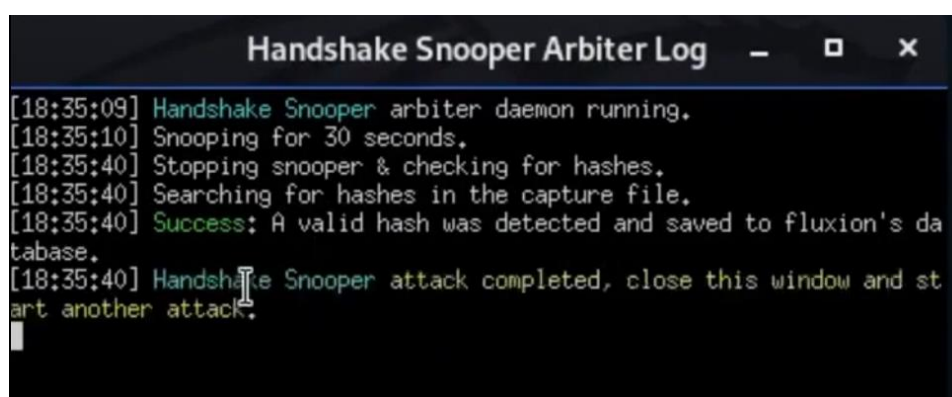 Handshake Snooper Arbiter Log
[18:35:09] Handshake Snooper arbiter daemon running.
[18:35:10] Snooping for 30 seconds.
[18:35:40] Stopping snooper & checking for hashes.
[18:35:40] Searching for hashes in the capture file.
[18:35:40] Success: A valid hash was detected and saved to fluxion's da
tabase.
[18:35:40] Handshake Snooper attack completed, close this window and st
art another attack.